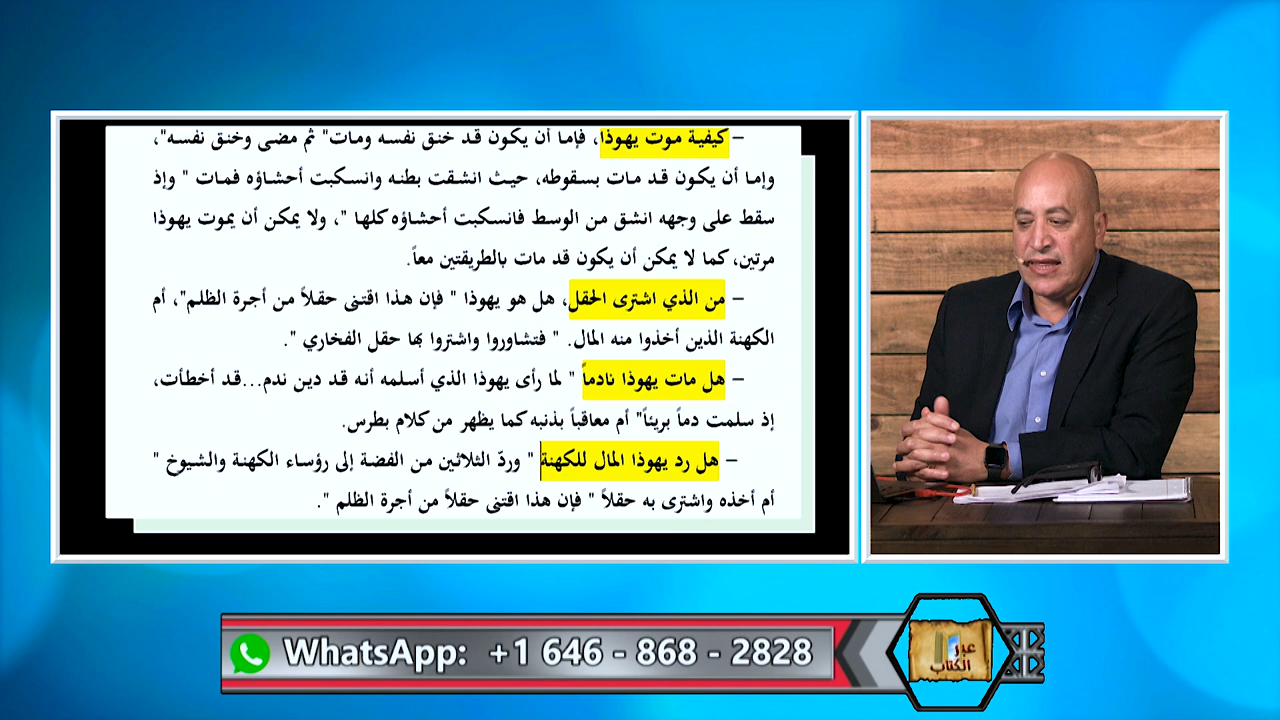 – كيفية موت يهوذا، فإما أن يكون قد خنق نفسه ومات" ثم مضى وخنق نفسه"،
وإما أن يكون قد مات بسقوطه، حيث انشقت بطنه وانسكبت أحشاؤه فمات " وإذ
سقط على وجهه انشق من الوسط فانسكبت أحشاؤه كلها "، ولا يمكن أن يموت يهوذا
مرتين، كما لا يمكن أن يكون قد مات بالطريقتين معاً.
– من الذي اشترى الحقل، هل هو يهوذا " فإن هذا اقتنى حقلاً من أجرة الظلم"، أم
الكهنة الذين أخذوا منه المال. " فتشاوروا واشتروا بها حقل الفخاري ".
– هل مات يهوذا نادماً " لما رأى يهوذا الذي أسلمه أنه قد دين ندم...قد أخطأت،
إذ سلمت دماً بريئاً" أم معاقباً بذنبه كما يظهر من كلام بطرس.
– هل رد يهوذا المال للكهنة " وردّ الثلاثين من الفضة إلى رؤساء الكهنة والشيوخ "
أم أخذه واشترى به حقلاً " فإن هذا اقتنى حقلاً من أجرة الظلم ".
WhatsApp: +1 646 - 868 - 2828
عبر
الكتاب